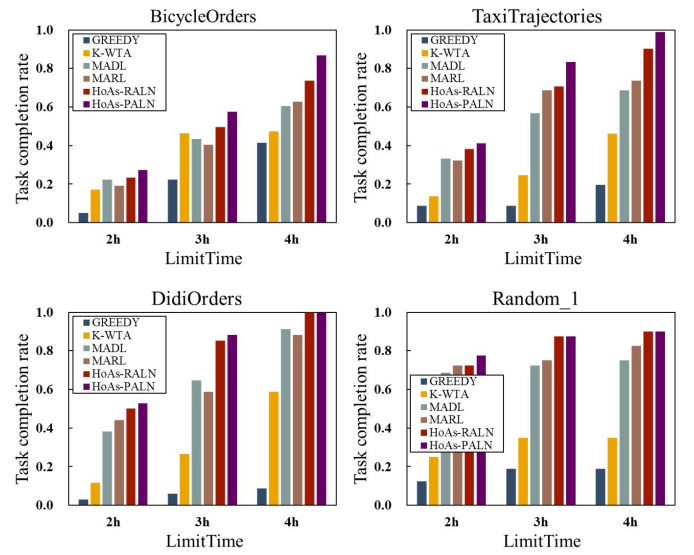 BicycleOrders
Task completion rate
1.0
0.8
0.6
0.4
0.2
0.0
GREEDY
K-WTA
MADL
MARL
HoAs-RALN
HoAs-PALN
2h 3h 4h
LimitTime
TaxiTrajectories
Task completion rate
1.0
0.8
0.6
0.4
0.2
0.0
GREEDY
K-WTA
MADL
MARL
HoAs-RALN
HoAs-PALN
2h 3h 4h
LimitTime
DidiOrders
Task completion rate
1.0
0.8
0.6
0.4
0.2
0.0
GREEDY
K-WTA
MADL
MARL
HoAs-RALN
HoAs-PALN
2h 3h 4h
LimitTime
Random_1
Task completion rate
1.0
0.8
0.6
0.4
0.2
0.0
GREEDY
K-WTA
MADL
MARL
HoAs-RALN
HoAs-PALN
2h 3h 4h
LimitTime